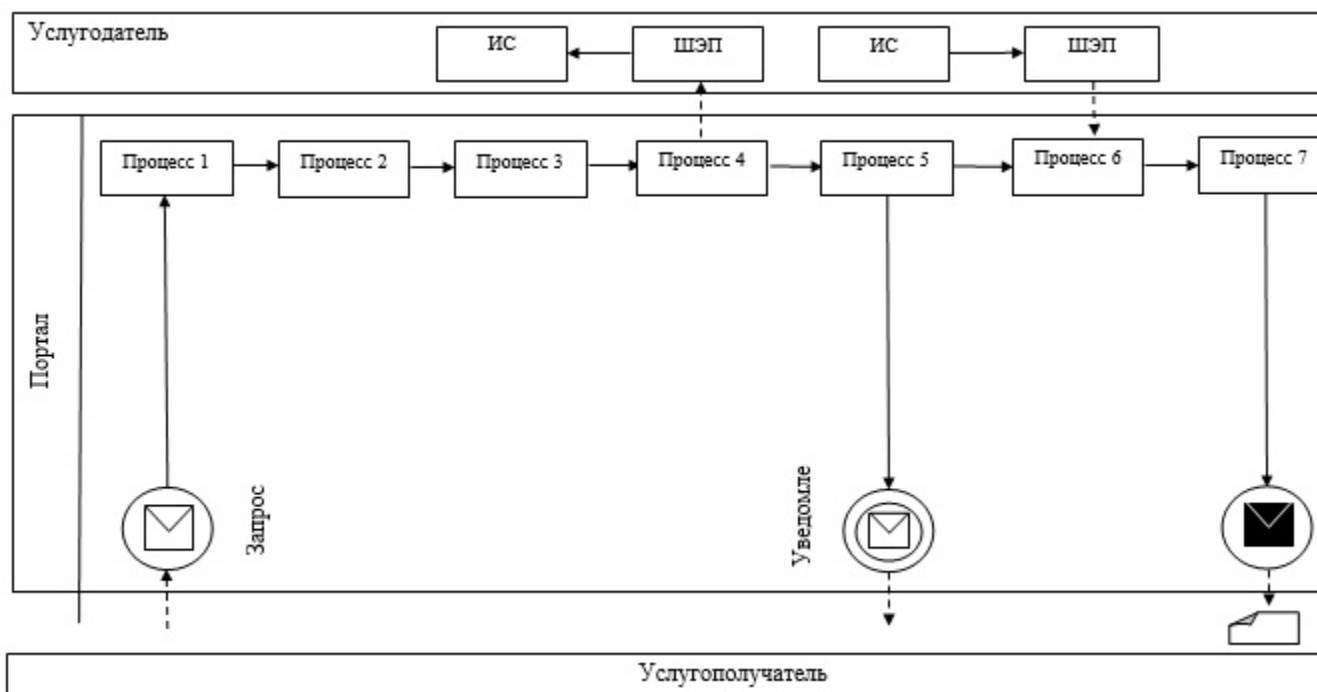 Услугодатель
ИС
ШЭП
ИС
ШЭП
Портал
Процесс 1
Процесс 2
Процесс 3
Процесс 4
Процесс 5
Процесс 6
Процесс 7
Запрос
Уведомле
Услугополучатель